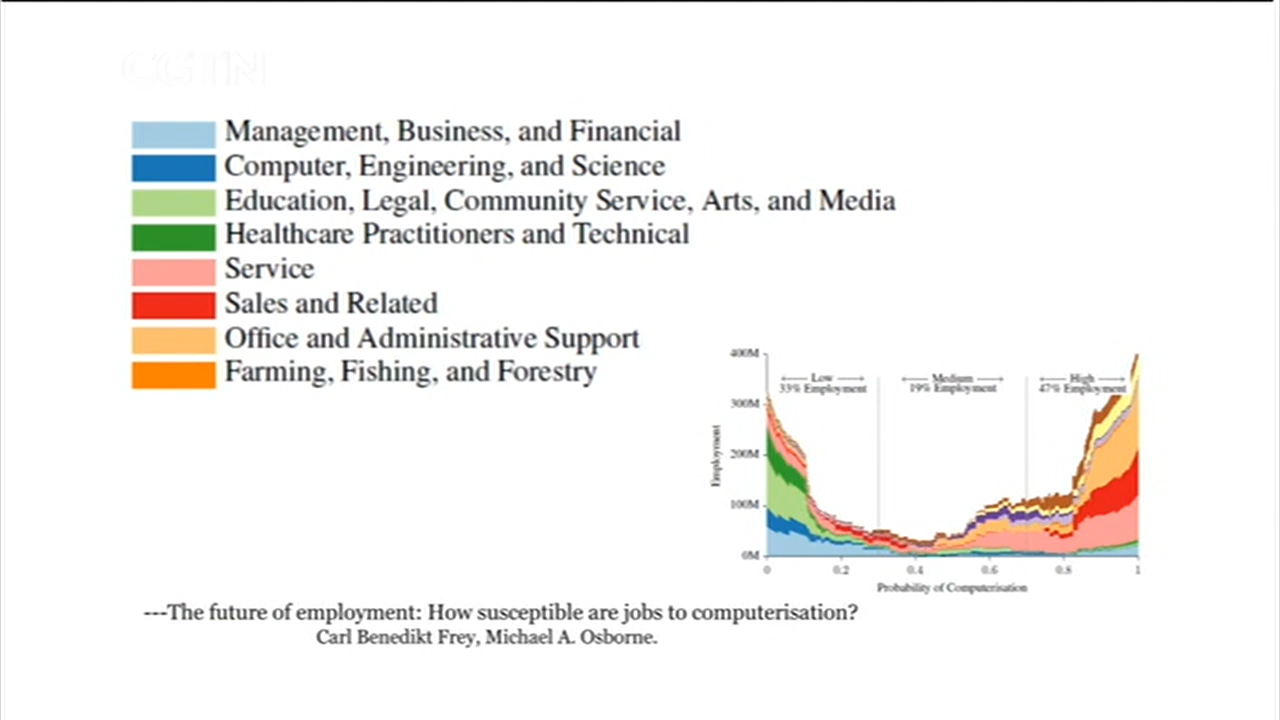 CGTN
Management, Business, and Financial
Computer, Engineering, and Science
Education, Legal, Community Service, Arts, and Media
Healthcare Practitioners and Technical
Service
Sales and Related
Office and Administrative Support
Farming, Fishing, and Forestry
400M
300M
200M
100M
0M
Employment
Low
33% Employment
Medium
19% Employment
High
47% Employment
0 0.2 0.4 0.6 0.8 1
Probability of Computerisation
---The future of employment: How susceptible are jobs to computerisation?
Carl Benedikt Frey, Michael A. Osborne.